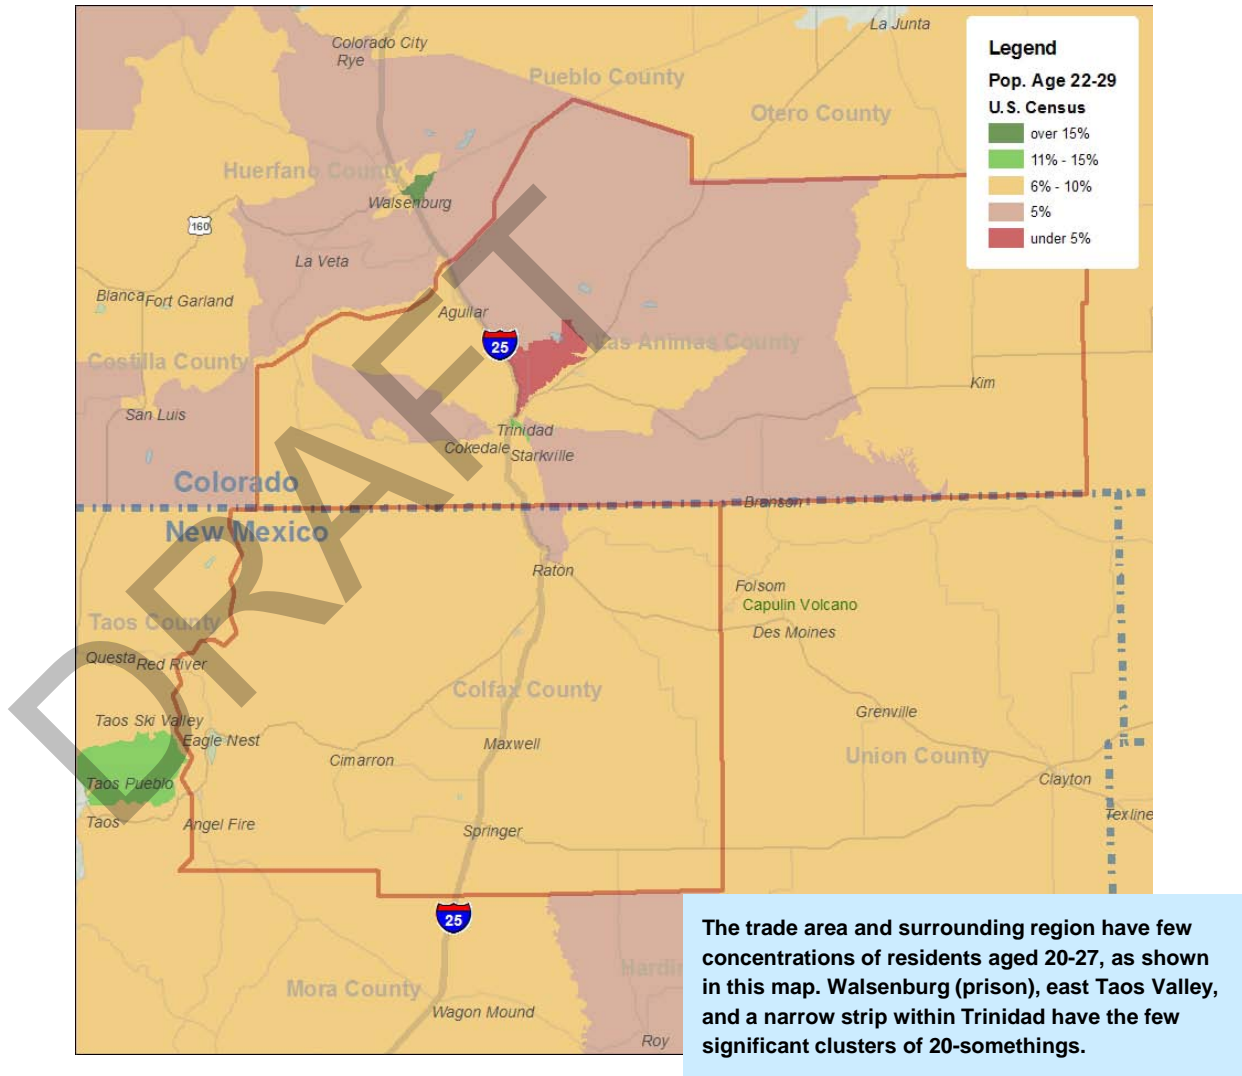 La Junta
Colorado City
Rye
Pueblo County
Otero County
Legend
Pop. Age 22-29
U.S. Census
over 15%
11% - 15%
6% - 10%
5%
under 5%
Huerfano County
Walsenburg
160
La Veta
Blanca
Fort Garland
Aguilar
25
Las Animas County
Costilla County
Kim
San Luis
Trinidad
Cokedale
Starkville
Colorado
Branson
New Mexico
Raton
Folsom
Capulin Volcano
Des Moines
Taos County
Questa
Red River
Colfax County
Taos Ski Valley
Eagle Nest
Grenville
Maxwell
Cimarron
Union County
Clayton
Taos Pueblo
Taos
Angel Fire
Springer
Texline
25
The trade area and surrounding region have few
concentrations of residents aged 20-27, as shown
in this map. Walsenburg (prison), east Taos Valley,
and a narrow strip within Trinidad have the few
significant clusters of 20-somethings.
Mora County
Wagon Mound
Roy
DRAFT